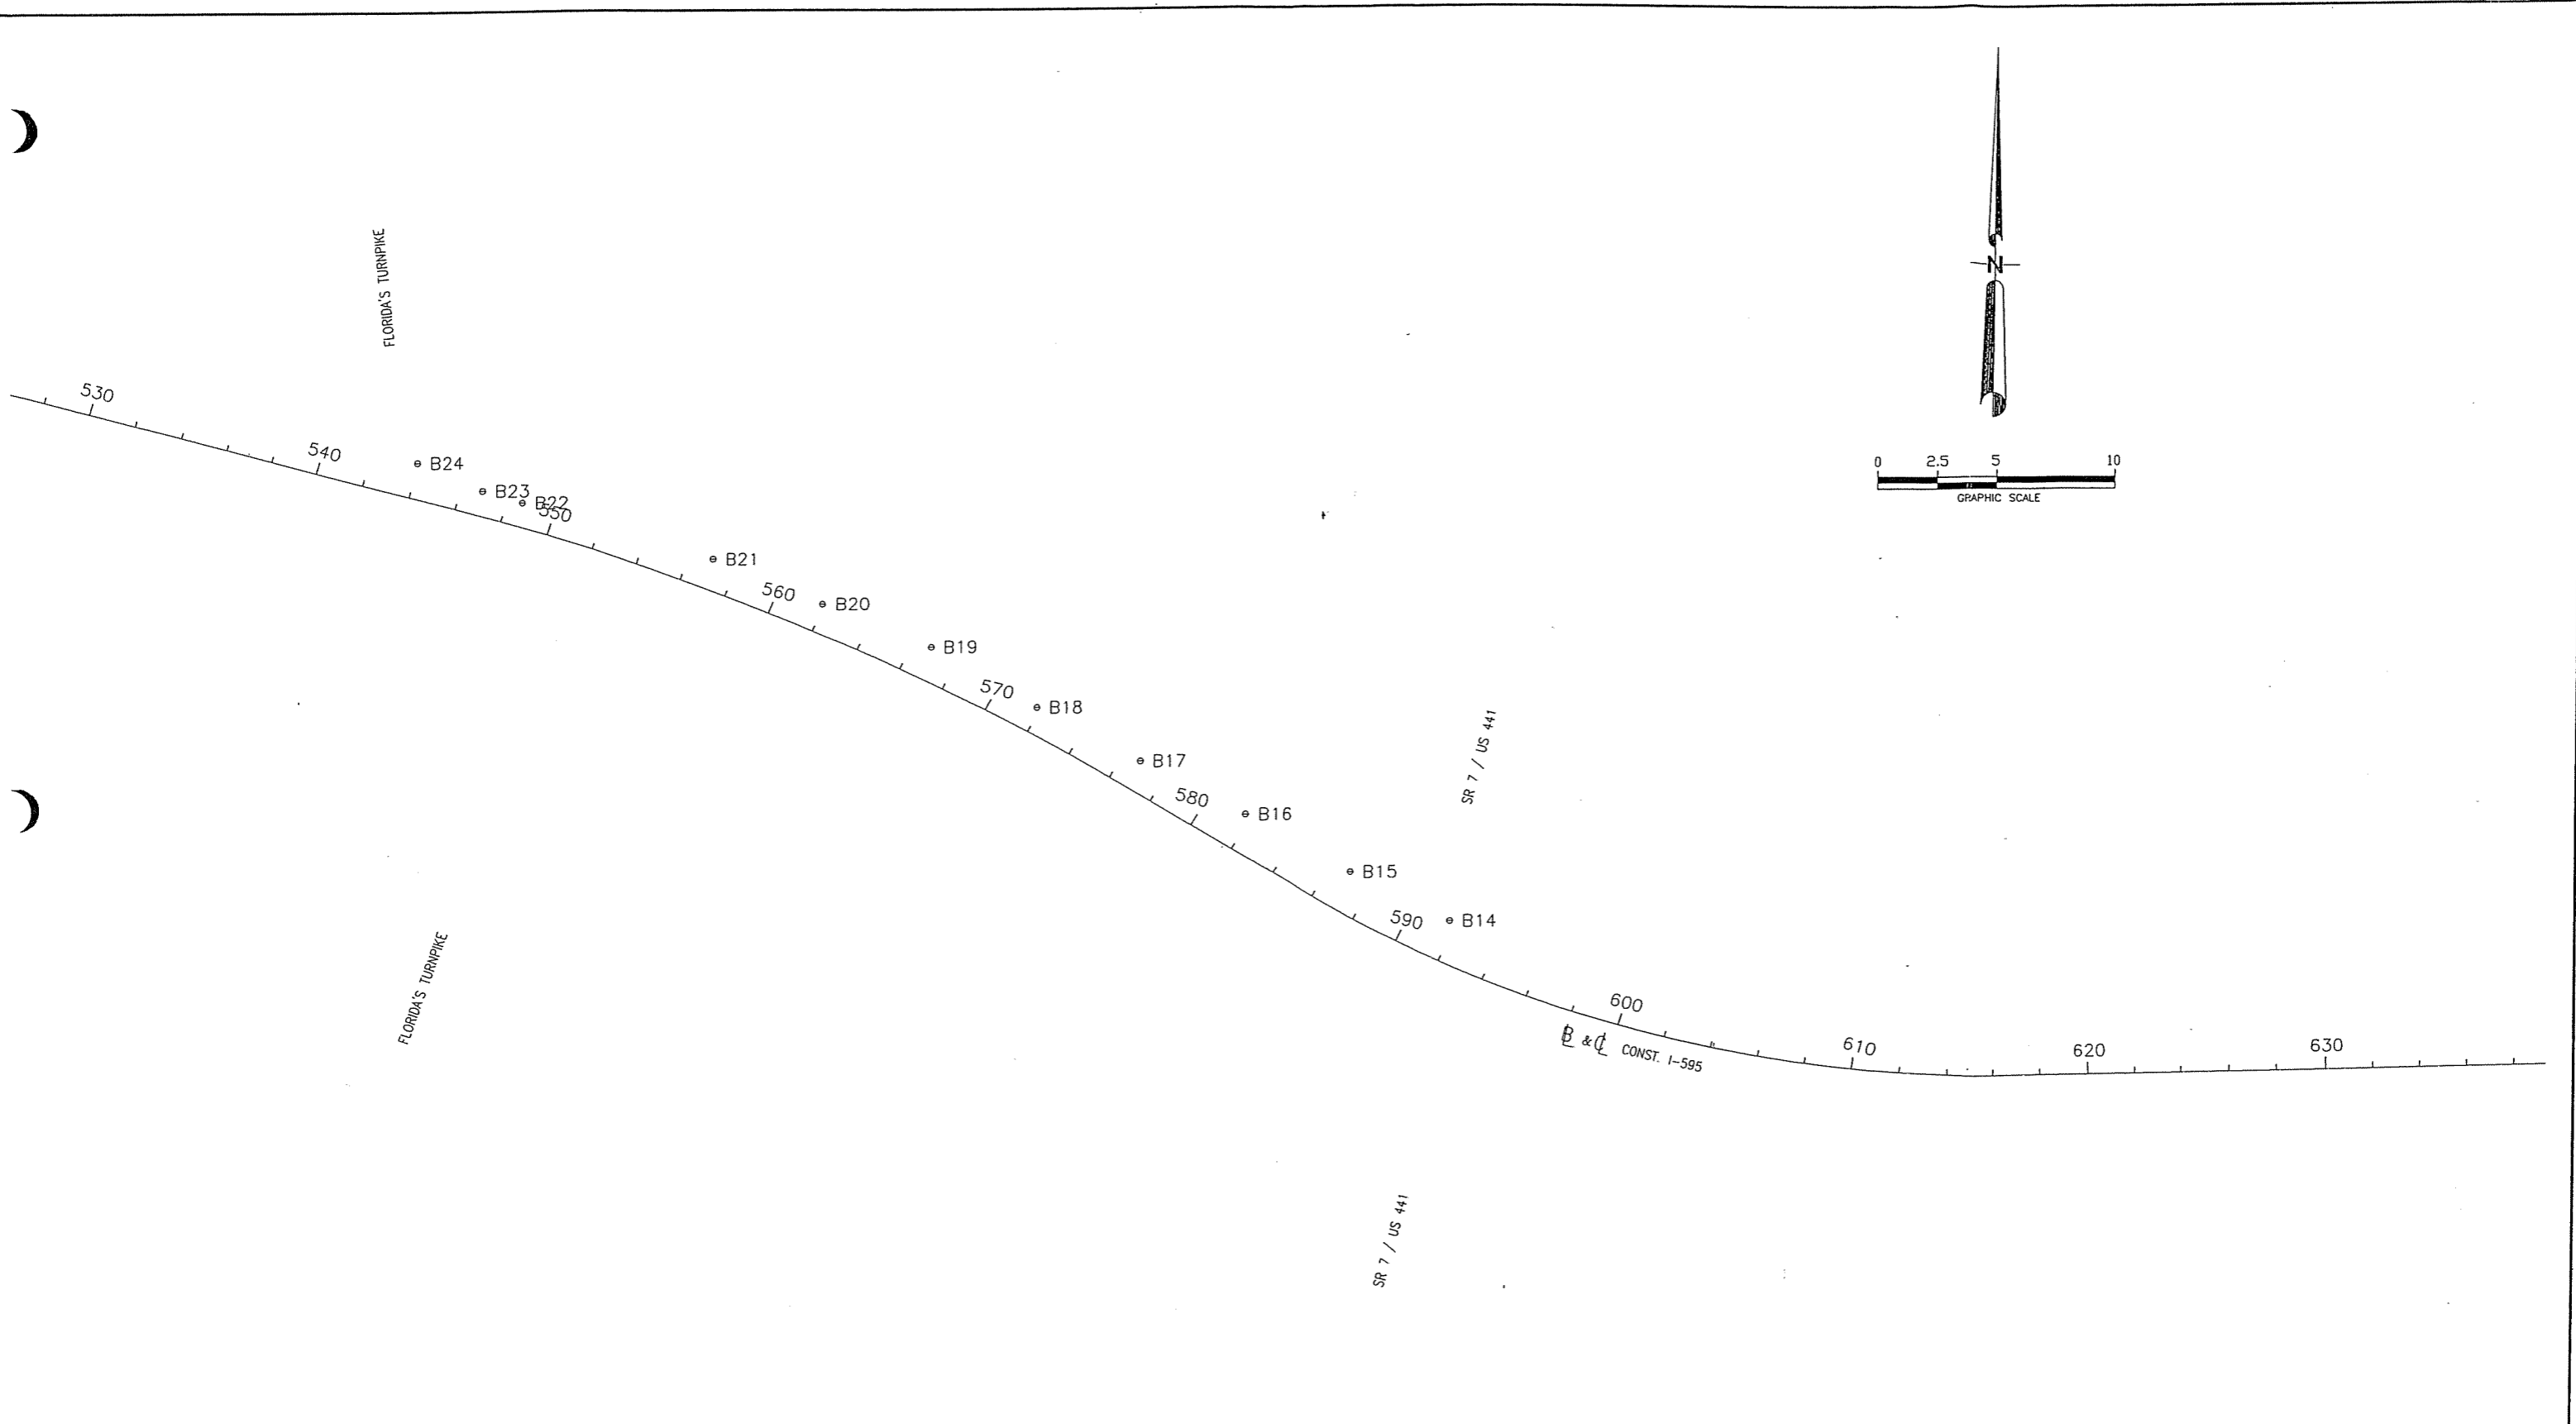 FLORIDA'S TURNPIKE
N
530
540
B24
0 2.5 5 10
GRAPHIC SCALE
B23
B22
550
B21
560
B20
B19
570
B18
SR 7 / US 441
B17
580
B16
B15
590
B14
FLORIDA'S TURNPIKE
600
B & CL CONST. I-595
610
620
630
SR 7 / US 441